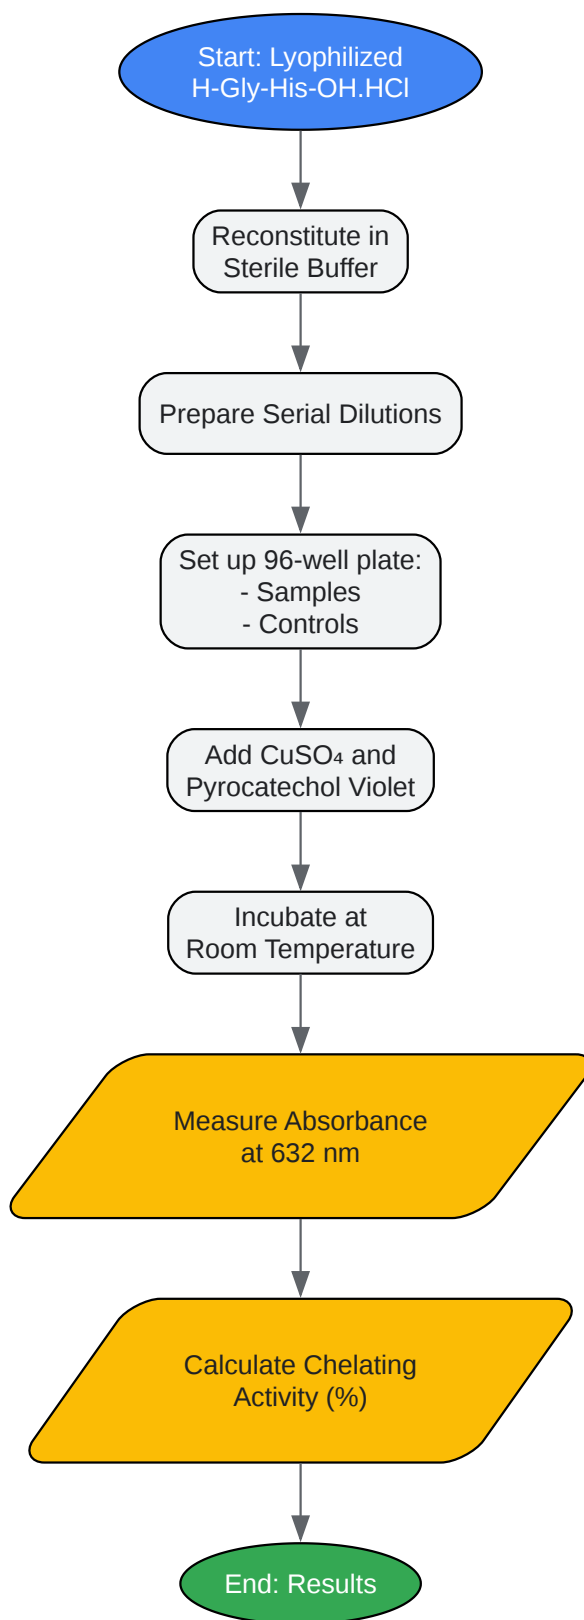 Start: Lyophilized
H-Gly-His-OH.HCl
Reconstitute in
Sterile Buffer
Prepare Serial Dilutions
Set up 96-well plate:
- Samples
- Controls
Add CuSO₄ and
Pyrocatechol Violet
Incubate at
Room Temperature
Measure Absorbance
at 632 nm
Calculate Chelating
Activity (%)
End: Results